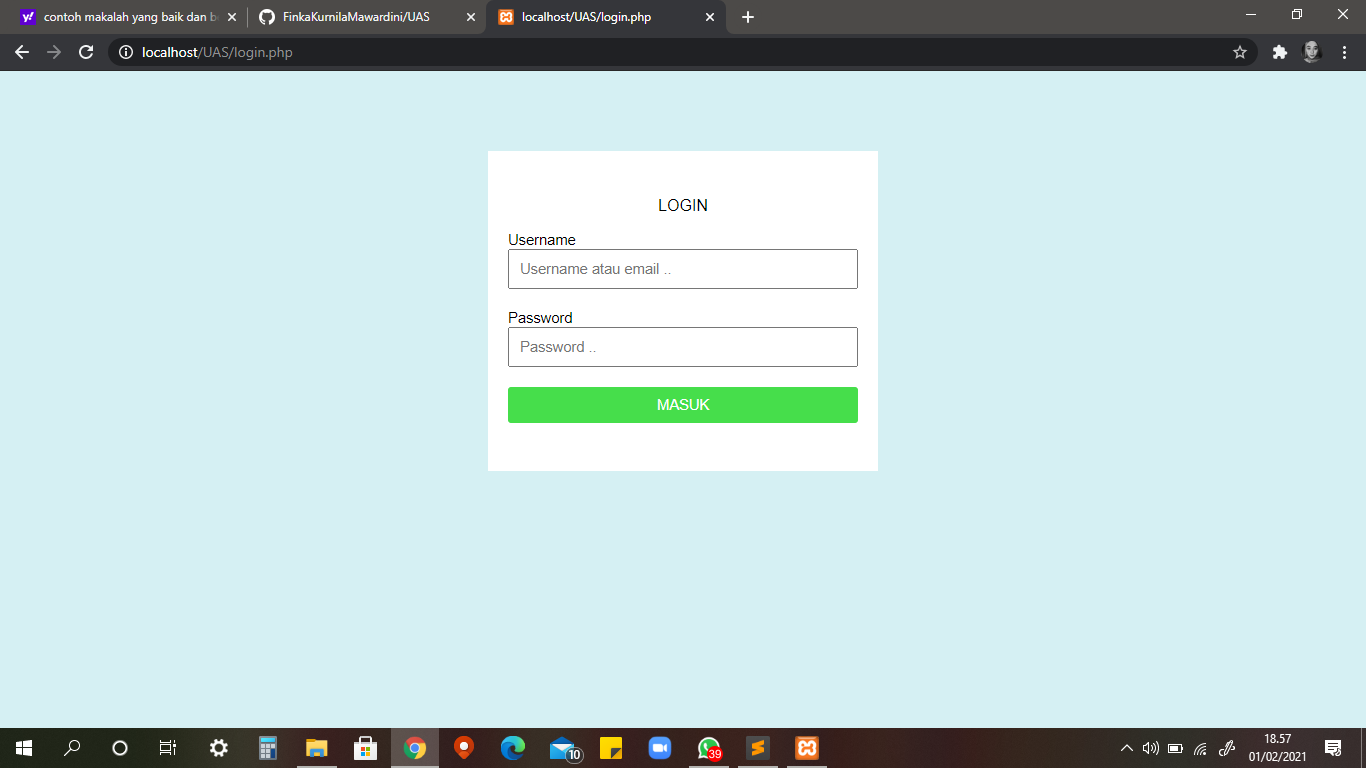 contoh makalah yang baik dan b
FinkaKurnilaMawardini/UAS
localhost/UAS/login.php
localhost/UAS/login.php
LOGIN
Username
Username atau email ..
Password
Password ..
MASUK
10
39
18.57
01/02/2021